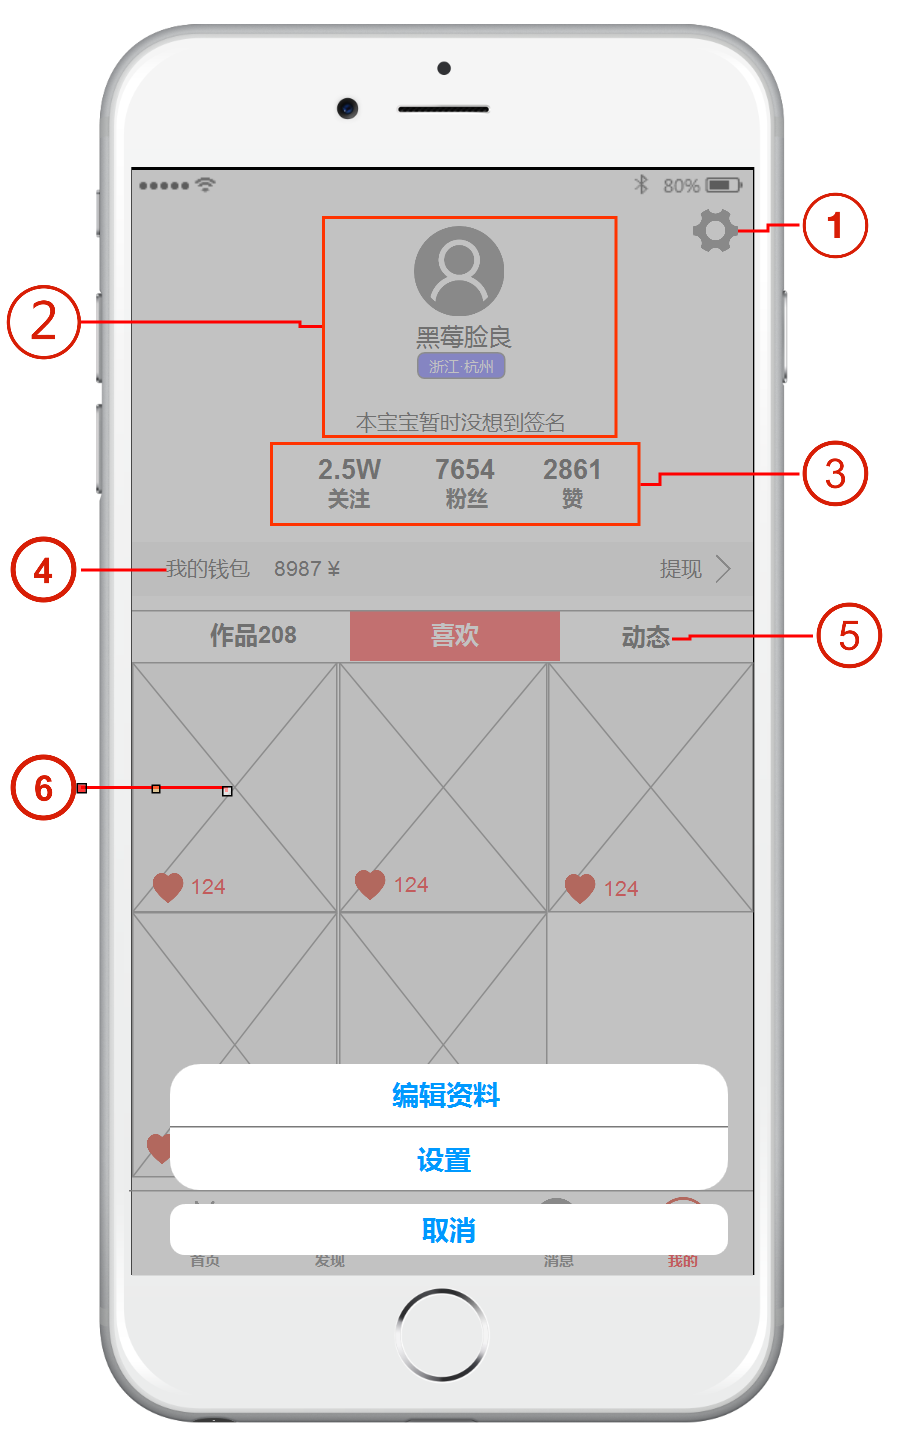 80%
1
2
黑莓脸良
浙江·杭州
本宝宝暂时没想到签名
2.5W 7654 2861
关注 粉丝 赞
3
4
我的钱包 8987 ¥ 提现
作品208 喜欢 动态
5
6
124 124 124
编辑资料
设置
取消
首页 发现 消息 我的